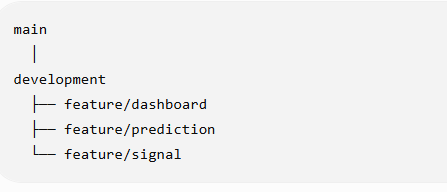 main
  │
development
  ├── feature/dashboard
  ├── feature/prediction
  └── feature/signal